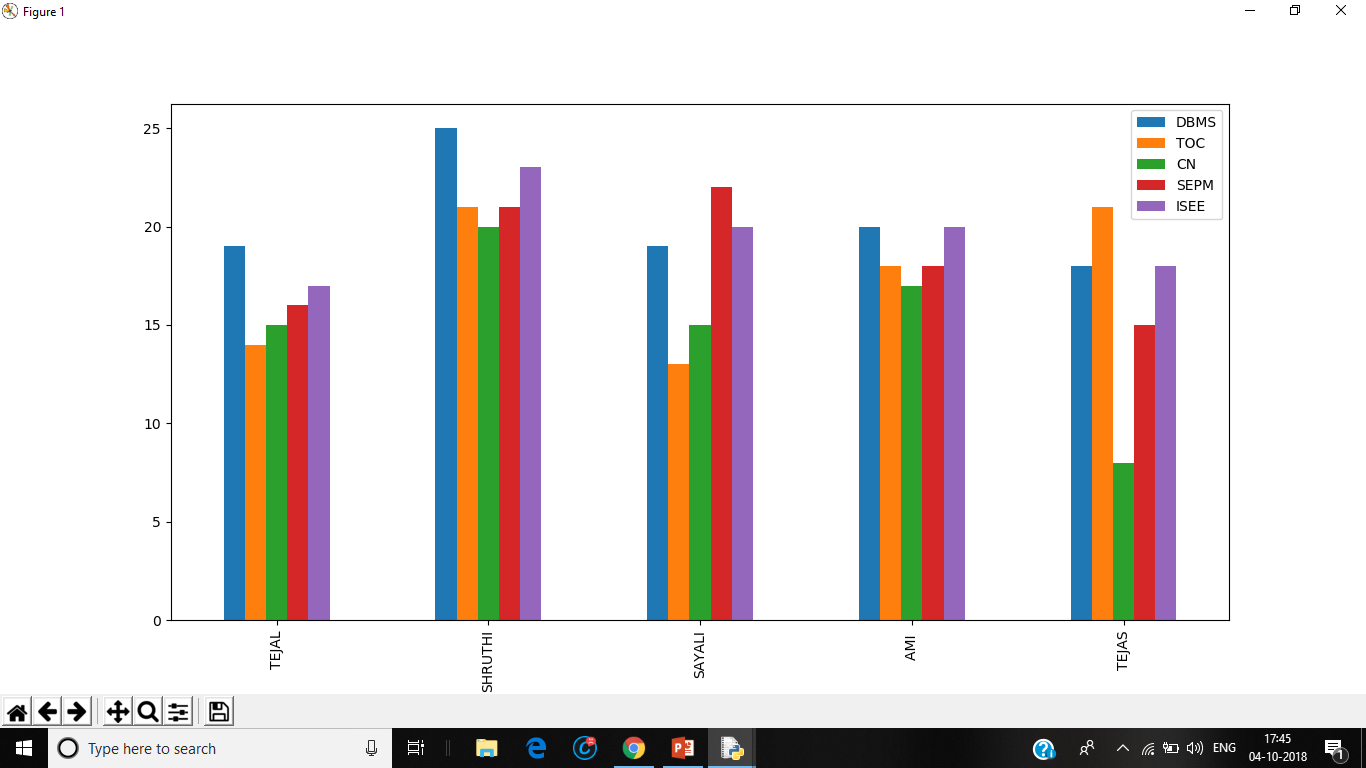 Figure 1
25
20
15
10
5
0
DBMS
TOC
CN
SEPM
ISEE
TEJAL
SHRUTHI
SAYALI
AMI
TEJAS
Type here to search
ENG
17:45
04-10-2018
1